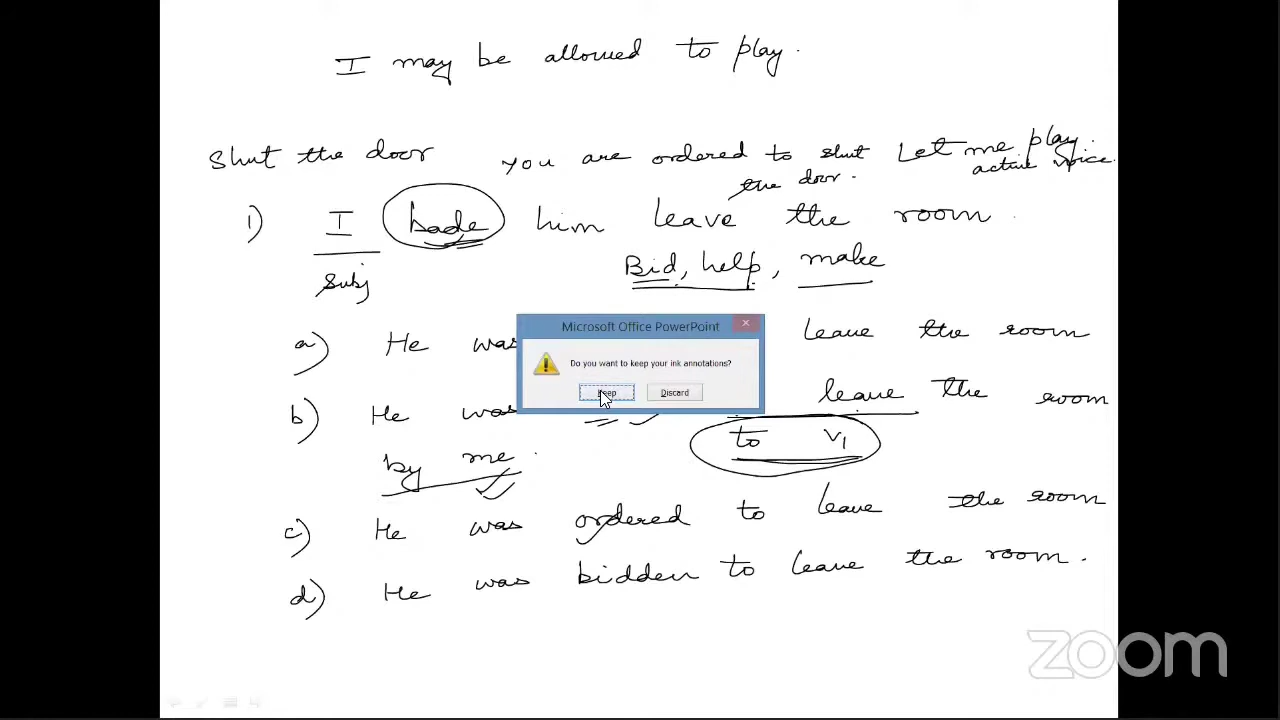 I may be allowed to play.
Shut the door You are ordered to shut the door. Let me play. active voice
1) I bade him leave the room.
subj
Bid, help, make
a) He was leave the room
b) He was leave the room
to V1
by me.
c) He was ordered to leave the room
d) He was bidden to leave the room.
Microsoft Office PowerPoint
Do you want to keep your ink annotations?
Keep Discard
zoom